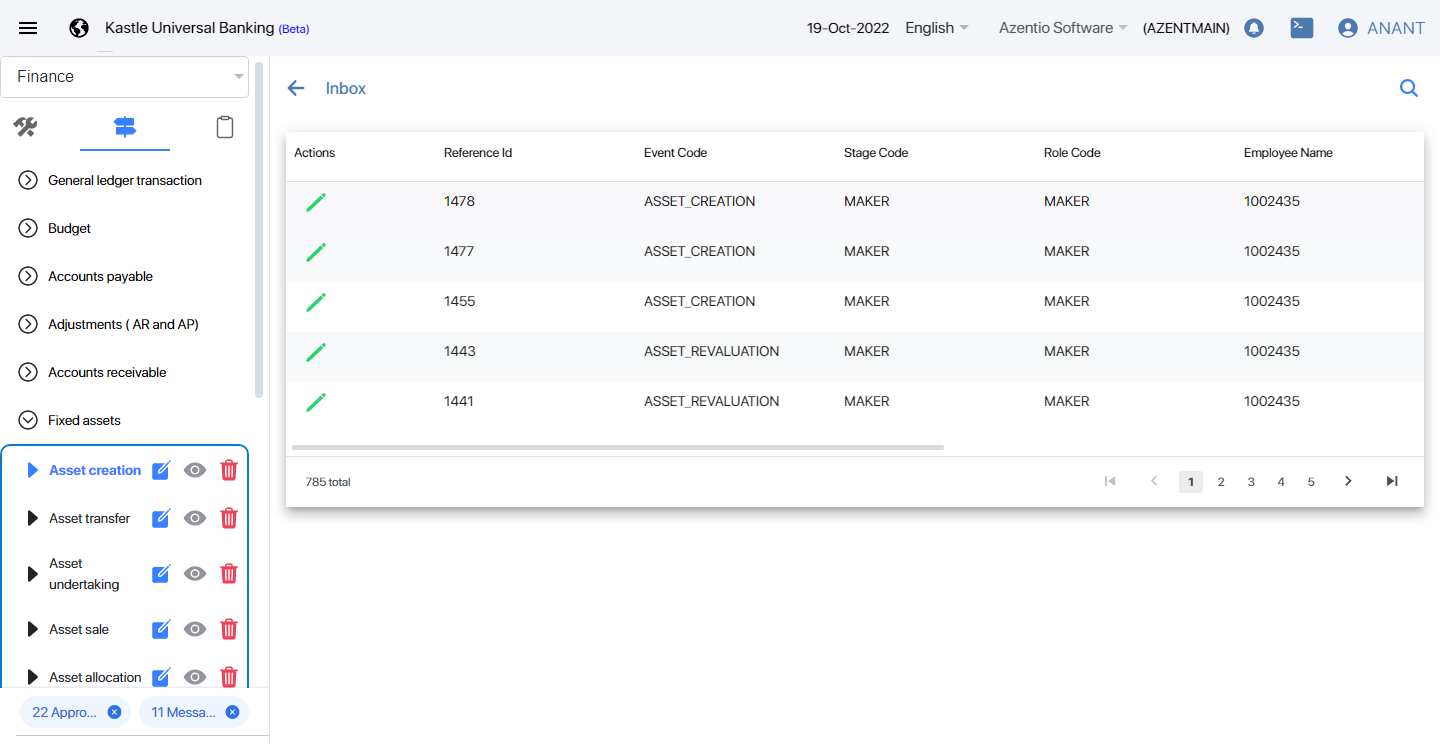 Kastle Universal Banking (Beta) 19-Oct-2022 English Azentio Software (AZENTMAIN) ANANT
Finance
General ledger transaction
Budget
Accounts payable
Adjustments ( AR and AP)
Accounts receivable
Fixed assets
Asset creation
Asset transfer
Asset
undertaking
Asset sale
Asset allocation
22 Appro... 11 Messa...
Inbox
Actions Reference Id Event Code Stage Code Role Code Employee Name
1478 ASSET_CREATION MAKER MAKER 1002435
1477 ASSET_CREATION MAKER MAKER 1002435
1455 ASSET_CREATION MAKER MAKER 1002435
1443 ASSET_REVALUATION MAKER MAKER 1002435
1441 ASSET_REVALUATION MAKER MAKER 1002435
785 total 1 2 3 4 5